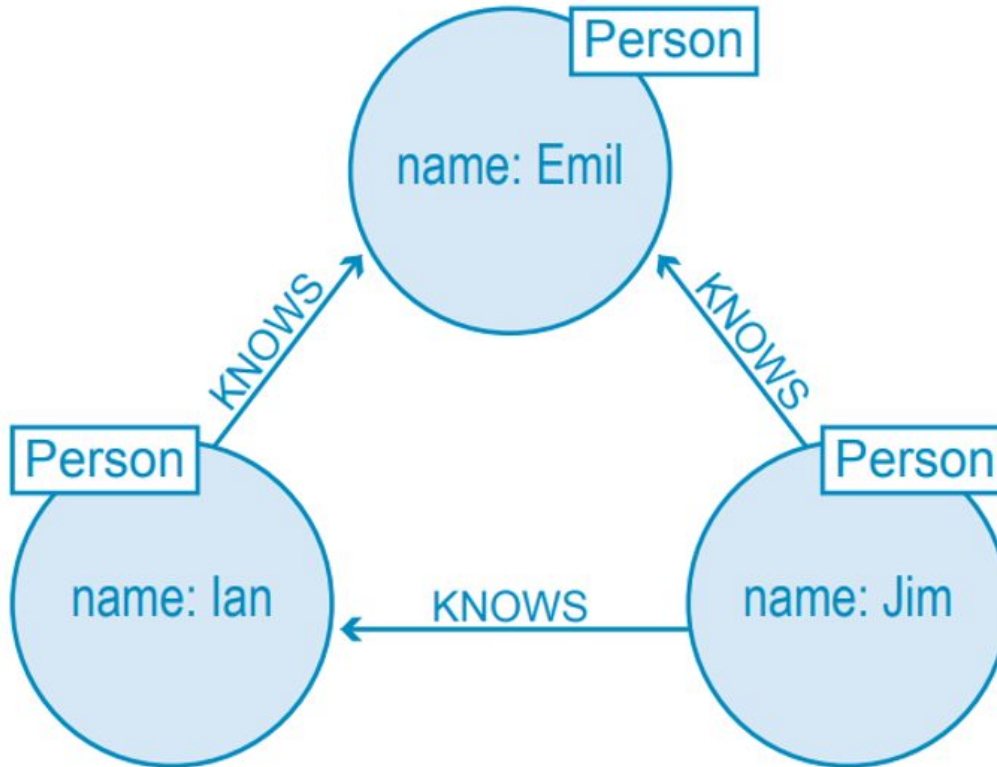 Person
name: Emil
KNOWS
KNOWS
Person
Person
name: Ian
KNOWS
name: Jim